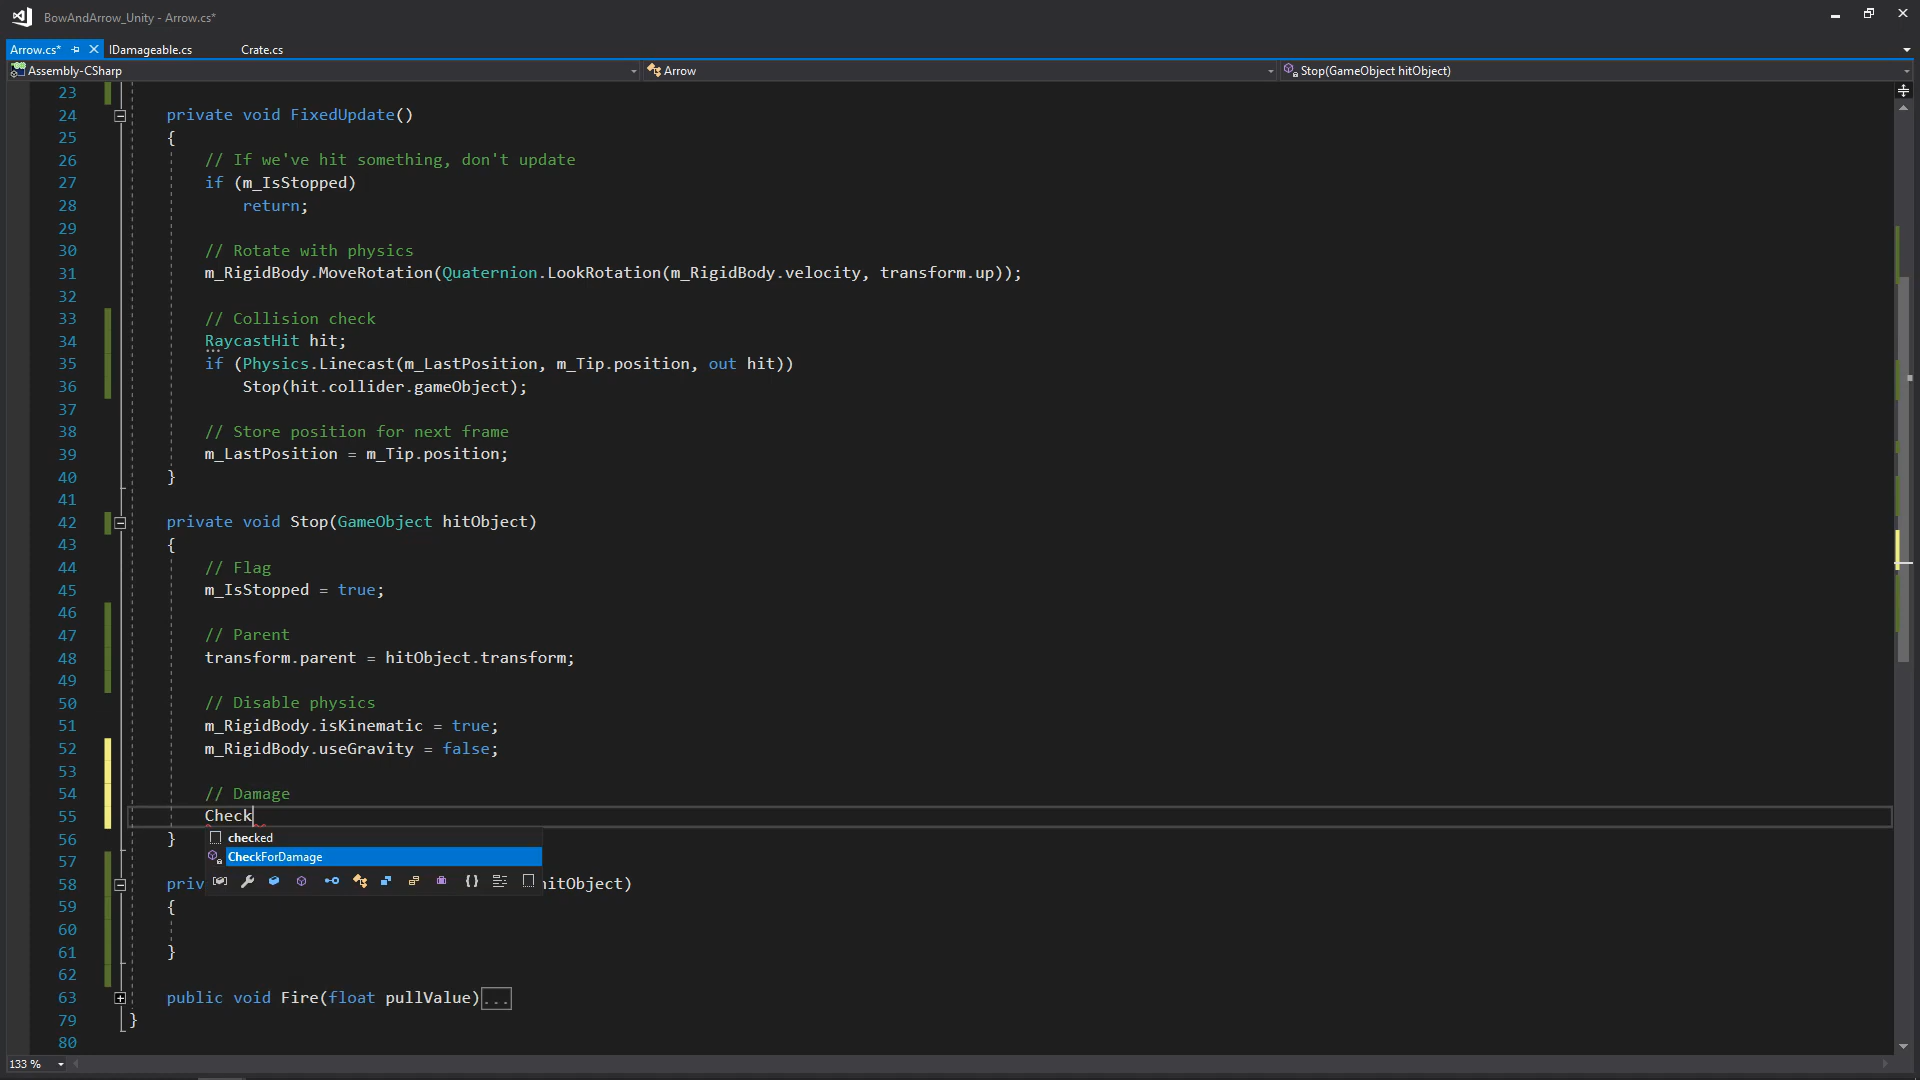 BowAndArrow_Unity - Arrow.cs*
Arrow.cs* IDamageable.cs Crate.cs
Assembly-CSharp Arrow Stop(GameObject hitObject)
23
24 private void FixedUpdate()
25 {
26 // If we've hit something, don't update
27 if (m_IsStopped)
28 return;
29
30 // Rotate with physics
31 m_RigidBody.MoveRotation(Quaternion.LookRotation(m_RigidBody.velocity, transform.up));
32
33 // Collision check
34 RaycastHit hit;
35 if (Physics.Linecast(m_LastPosition, m_Tip.position, out hit))
36 Stop(hit.collider.gameObject);
37
38 // Store position for next frame
39 m_LastPosition = m_Tip.position;
40 }
41
42 private void Stop(GameObject hitObject)
43 {
44 // Flag
45 m_IsStopped = true;
46
47 // Parent
48 transform.parent = hitObject.transform;
49
50 // Disable physics
51 m_RigidBody.isKinematic = true;
52 m_RigidBody.useGravity = false;
53
54 // Damage
55 Check
checked
56 }
CheckForDamage
57
58 priv hitObject)
59 {
60
61 }
62
63 public void Fire(float pullValue)...
79 }
80
133 %